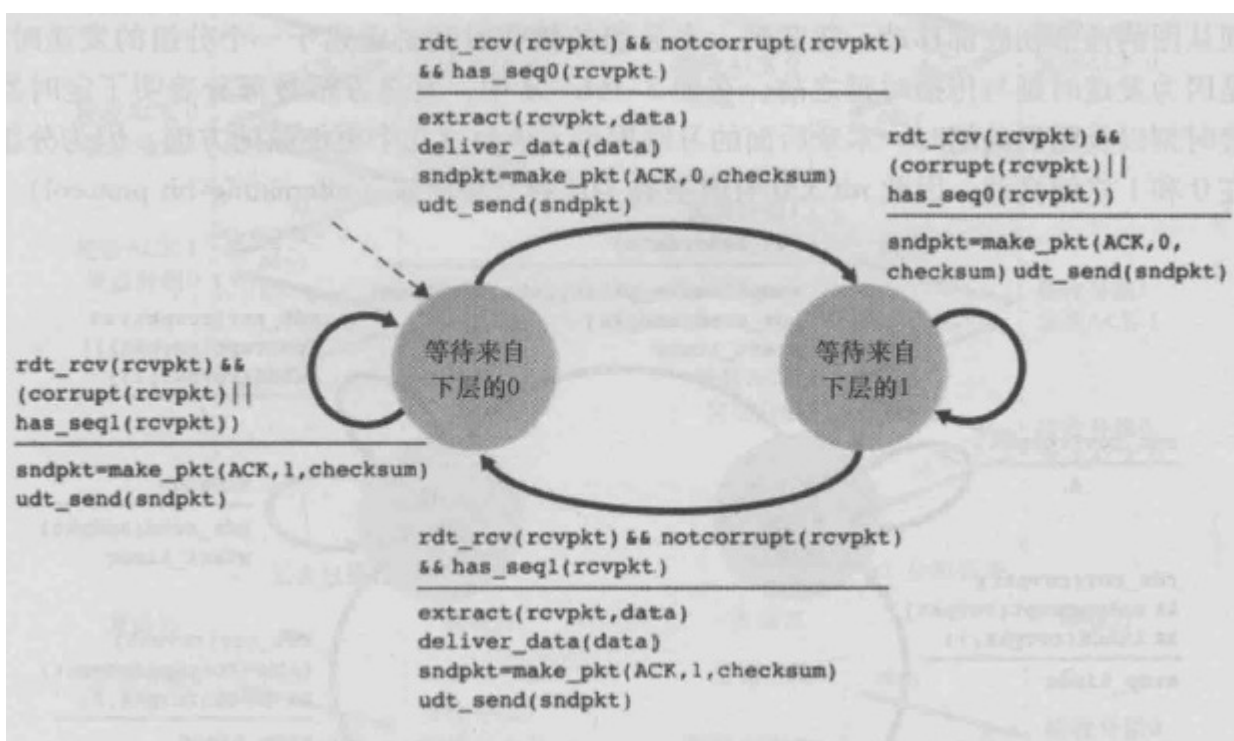 rdt_rcv(rcvpkt)&& notcorrupt(rcvpkt)
&& has_seq0(rcvpkt)
extract(rcvpkt,data)
deliver_data(data)
sndpkt=make_pkt(ACK,0,checksum)
udt_send(sndpkt)
rdt_rcv(rcvpkt) &&
(corrupt(rcvpkt)||
has_seq0(rcvpkt))
sndpkt=make_pkt(ACK,0,
checksum) udt_send(sndpkt)
等待来自
下层的0
等待来自
下层的1
rdt_rcv(rcvpkt) &&
(corrupt(rcvpkt)||
has_seq1(rcvpkt))
sndpkt=make_pkt(ACK,1,checksum)
udt_send(sndpkt)
rdt_rcv(rcvpkt)&& notcorrupt(rcvpkt)
&& has_seq1(rcvpkt)
extract(rcvpkt,data)
deliver_data(data)
sndpkt=make_pkt(ACK,1,checksum)
udt_send(sndpkt)